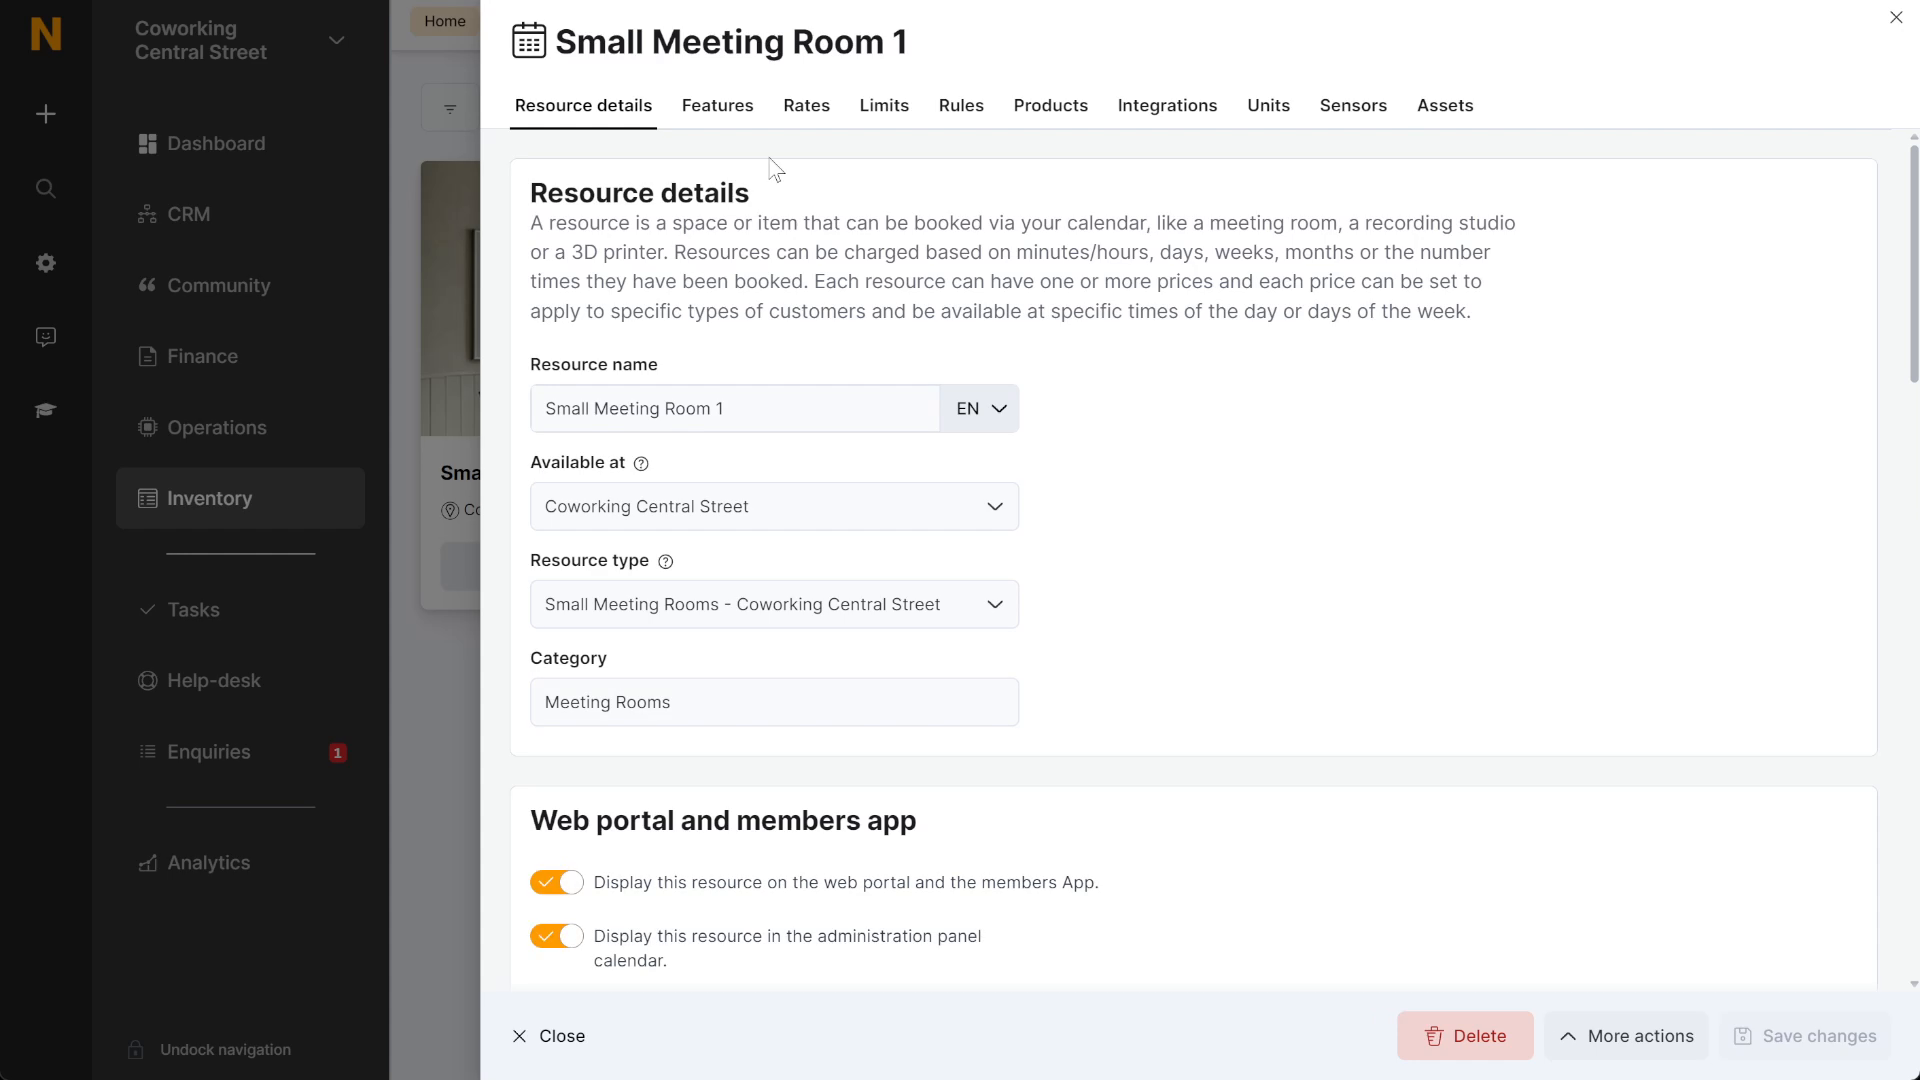 N
Coworking
Central Street
Dashboard
CRM
Community
Finance
Operations
Inventory
Tasks
Help-desk
Enquiries
1
Analytics
Undock navigation
Home
Small Meeting Room 1
Resource details
Features
Rates
Limits
Rules
Products
Integrations
Units
Sensors
Assets
Resource details
A resource is a space or item that can be booked via your calendar, like a meeting room, a recording studio
or a 3D printer. Resources can be charged based on minutes/hours, days, weeks, months or the number
times they have been booked. Each resource can have one or more prices and each price can be set to
apply to specific types of customers and be available at specific times of the day or days of the week.
Resource name
Small Meeting Room 1
EN
Available at
Coworking Central Street
Resource type
Small Meeting Rooms - Coworking Central Street
Category
Meeting Rooms
Web portal and members app
Display this resource on the web portal and the members App.
Display this resource in the administration panel
calendar.
Close
Delete
More actions
Save changes